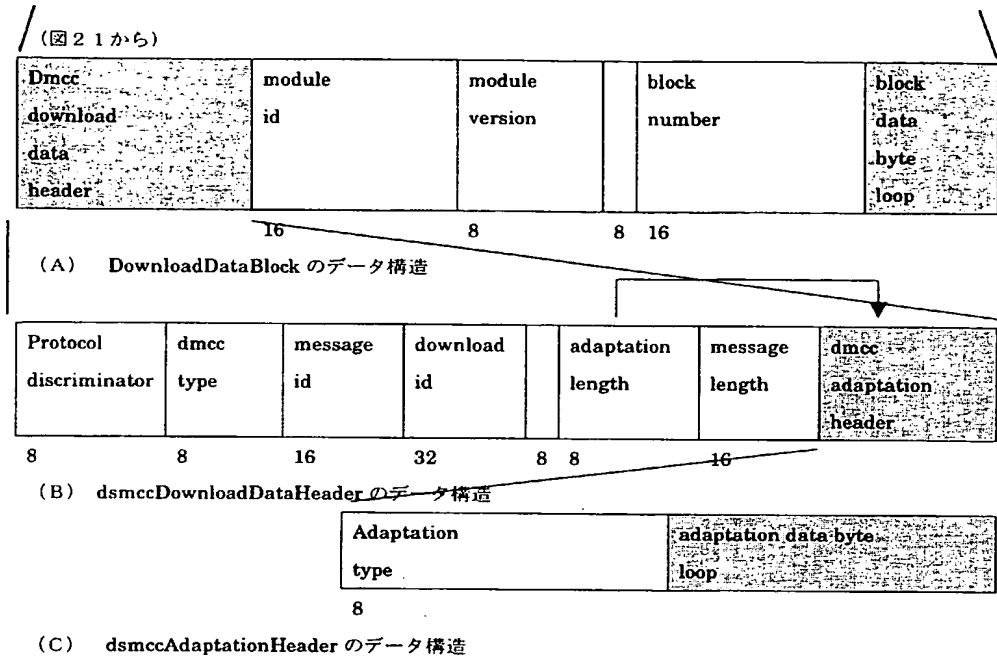 (図21から)
Dmcc download data header
module id
module version
block number
block data byte loop
16 8 8 16
(A) DownloadDataBlock のデータ構造
Protocol discriminator
dmcc type
message id
download id
adaptation length
message length
dmcc adaptation header
8 8 16 32 8 8 16
(B) dsmccDownloadDataHeader のデータ構造
Adaptation type
adaptation data byte loop
8
(C) dsmccAdaptationHeader のデータ構造